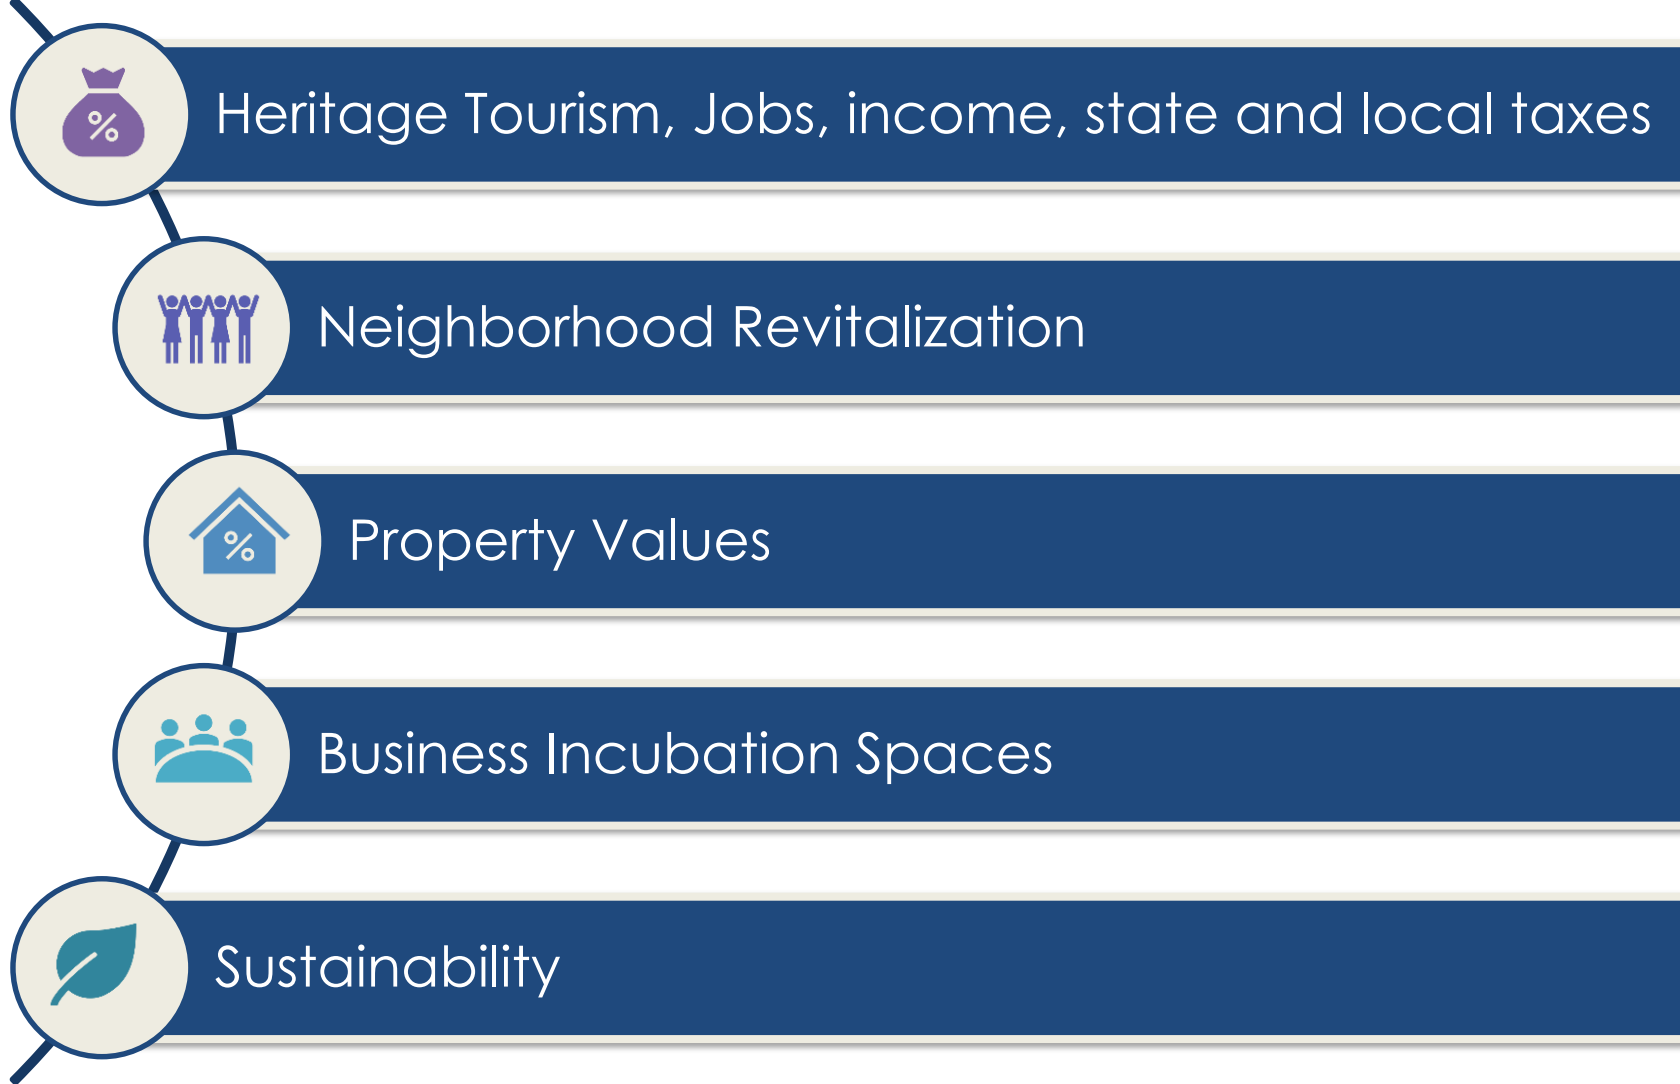 Heritage Tourism, Jobs, income, state and local taxes
Neighborhood Revitalization
Property Values
Business Incubation Spaces
Sustainability